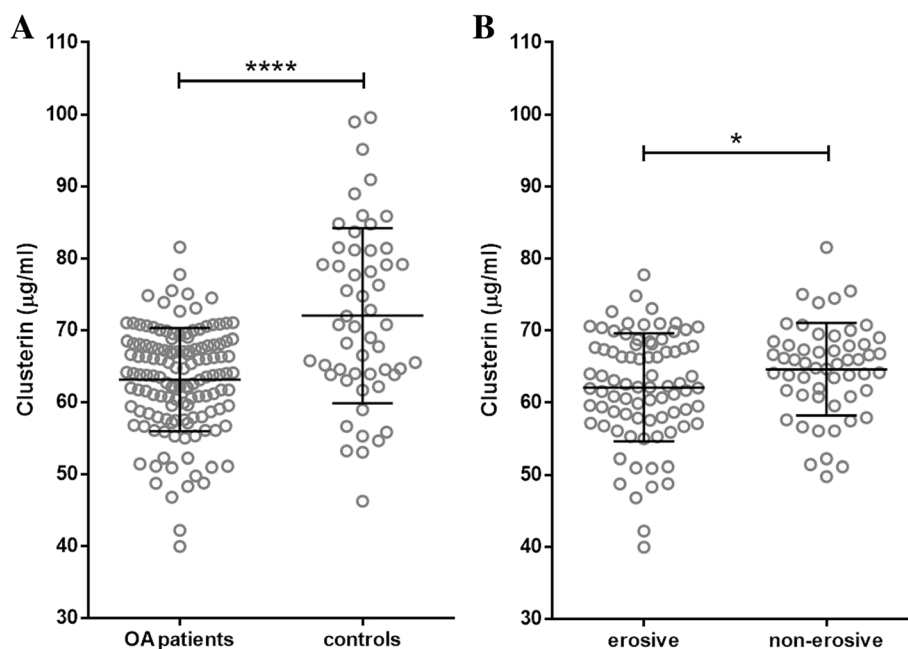 A
Clusterin (μg/ml)
110
100
90
80
70
60
50
40
30
****
OA patients
controls
B
Clusterin (μg/ml)
110
100
90
80
70
60
50
40
30
*
erosive
non-erosive